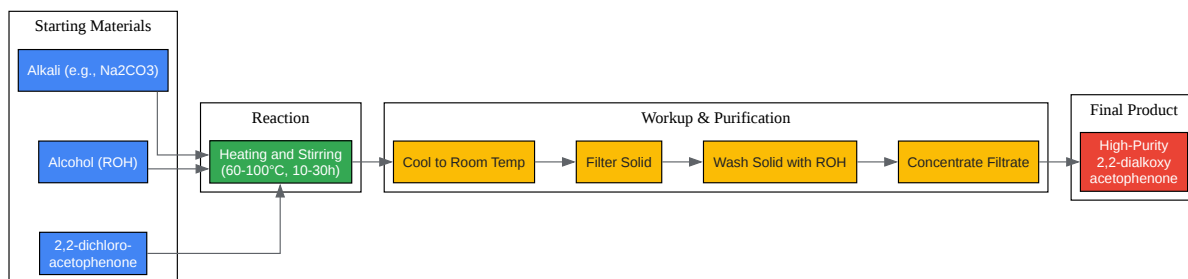 Starting Materials
Alkali (e.g., Na2CO3)
Alcohol (ROH)
2,2-dichloro-
acetophenone
Reaction
Heating and Stirring
(60-100°C, 10-30h)
Workup & Purification
Cool to Room Temp
Filter Solid
Wash Solid with ROH
Concentrate Filtrate
Final Product
High-Purity
2,2-dialkoxy
acetophenone